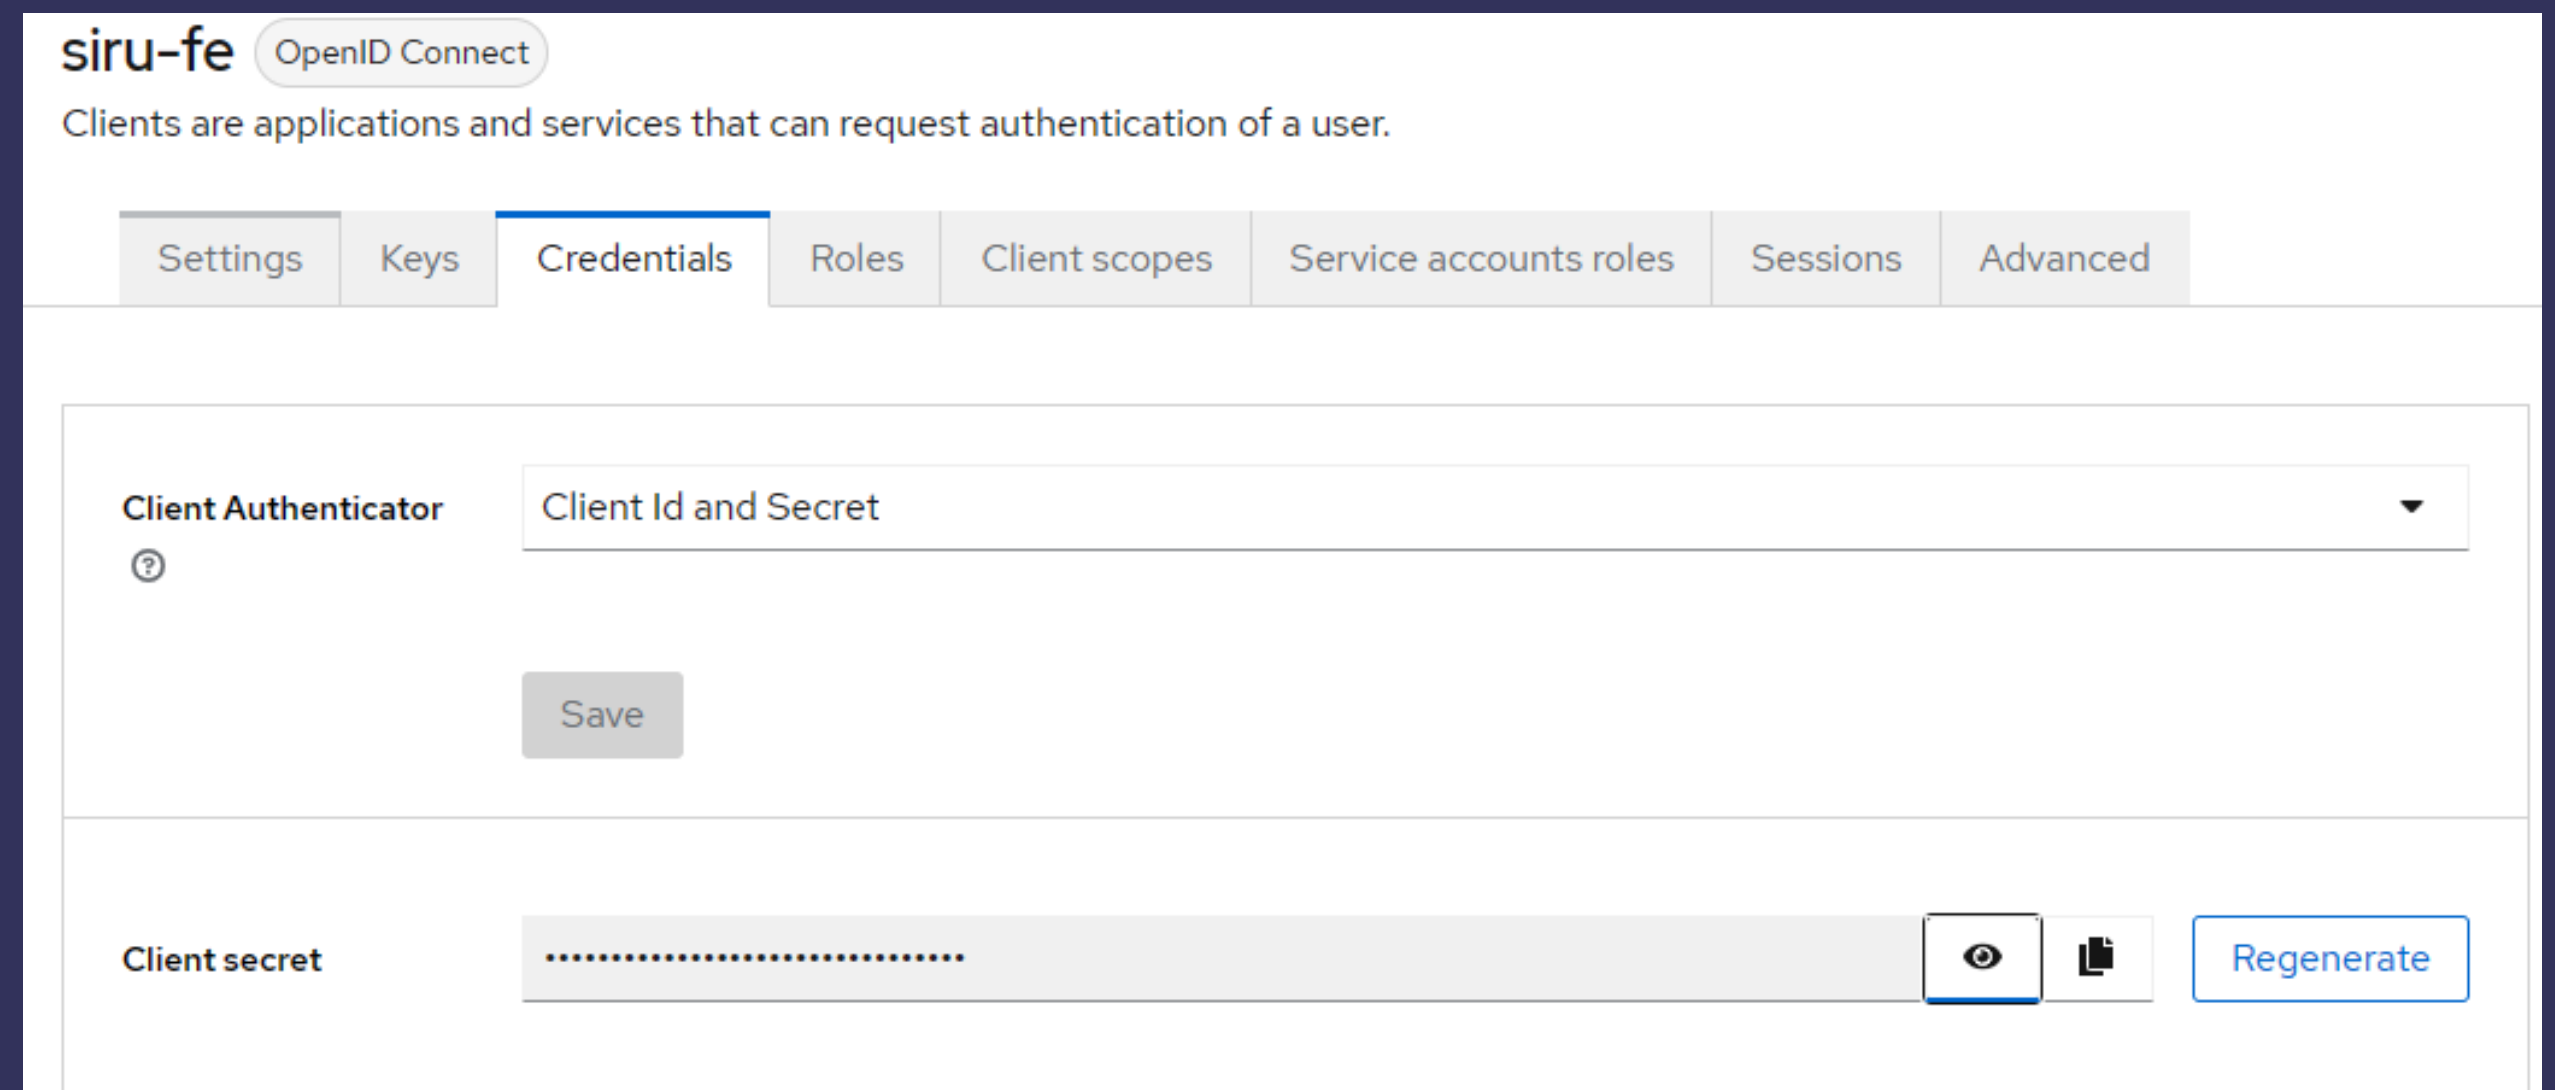 siru-fe OpenID Connect
Clients are applications and services that can request authentication of a user.
Settings Keys Credentials Roles Client scopes Service accounts roles Sessions Advanced
Client Authenticator Client Id and Secret
Save
Client secret Regenerate